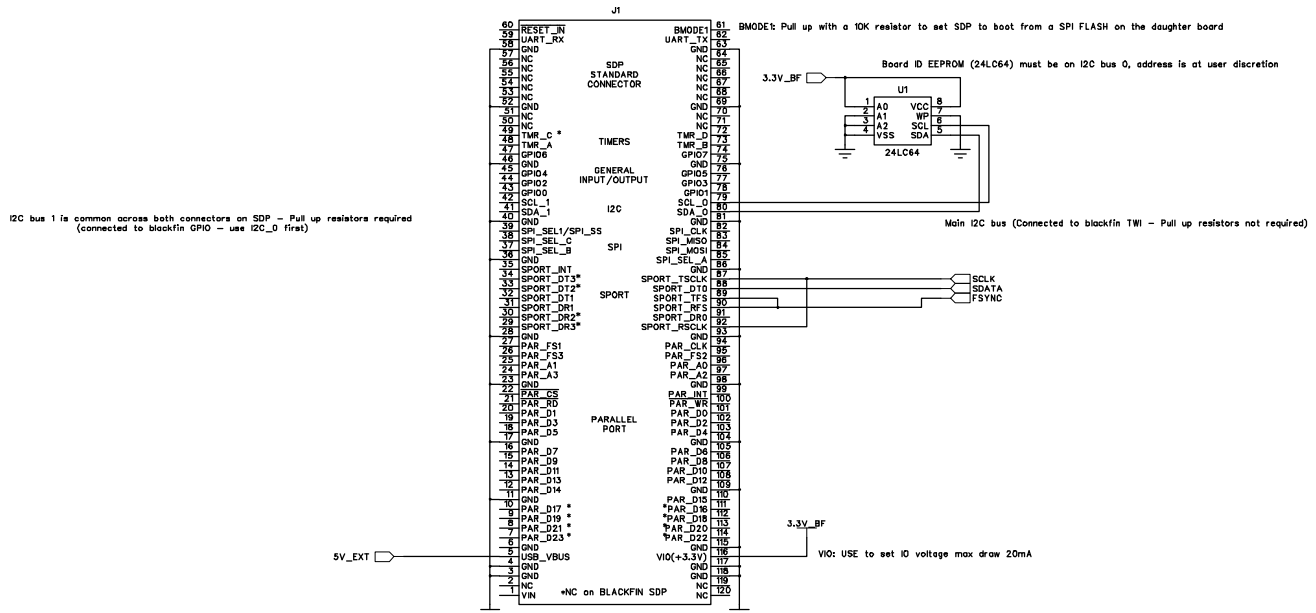 J1
60 RESET_IN BMODE1 61 BMODE1: Pull up with a 10K resistor to set SDP to boot from a SPI FLASH on the daughter board
59 UART_RX UART_TX 62
58 GND GND 63
57 NC NC 64
56 NC SDP NC 65
55 NC STANDARD NC 66
54 NC CONNECTOR NC 67
53 NC NC 68
52 GND GND 69
51 NC NC 70
50 NC NC 71
49 TMR_C * TMR_D 72
48 TMR_A TIMERS TMR_B 73
47 GPIO6 GPIO7 74
46 GND GND 75
45 GPIO4 GENERAL GPIO5 76
44 GPIO2 INPUT/OUTPUT GPIO3 77
43 GPIO0 GPIO1 78
42 SCL_1 SCL_0 79
41 SDA_1 I2C SDA_0 80
40 GND GND 81
39 SPI_SEL1/SPI_SS SPI_CLK 82
38 SPI_SEL_C SPI_MISO 83
37 SPI_SEL_B SPI SPI_MOSI 84
36 GND SPI_SEL_A 85
35 SPORT_INT GND 86
34 SPORT_DT3* SPORT_TSCLK 87
33 SPORT_DT2* SPORT_DT0 88
32 SPORT_DT1 SPORT SPORT_TFS 89
31 SPORT_DR1 SPORT_RFS 90
30 SPORT_DR2* SPORT_DR0 91
29 SPORT_DR3* SPORT_RSCLK 92
28 GND GND 93
27 PAR_FS1 PAR_CLK 94
26 PAR_FS3 PAR_FS2 95
25 PAR_A1 PAR_A0 96
24 PAR_A3 PAR_A2 97
23 GND GND 98
22 PAR_CS PAR_INT 99
21 PAR_RD PAR_WR 100
20 PAR_D1 PAR_D0 101
19 PAR_D3 PARALLEL PAR_D2 102
18 PAR_D5 PORT PAR_D4 103
17 GND GND 104
16 PAR_D7 PAR_D6 105
15 PAR_D9 PAR_D8 106
14 PAR_D11 PAR_D10 107
13 PAR_D13 PAR_D12 108
12 PAR_D14 GND 109
11 GND PAR_D15 110
10 PAR_D17 * *PAR_D16 111
9 PAR_D19 * *PAR_D18 112
8 PAR_D21 * *PAR_D20 113
7 PAR_D23 * *PAR_D22 114
6 GND GND 115
5 USB_VBUS VIO(+3.3V) 116
4 GND GND 117
3 GND GND 118
2 NC NC 119
1 VIN *NC on BLACKFIN SDP NC 120
Board ID EEPROM (24LC64) must be on I2C bus 0, address is at user discretion
3.3V_BF
U1
1 A0 VCC 8
2 A1 WP 7
3 A2 SCL 6
4 VSS SDA 5
24LC64
I2C bus 1 is common across both connectors on SDP – Pull up resistors required
(connected to blackfin GPIO – use I2C_0 first)
Main I2C bus (Connected to blackfin TWI – Pull up resistors not required)
SCLK
SDATA
FSYNC
3.3V_BF
5V_EXT
VIO: USE to set IO voltage max draw 20mA